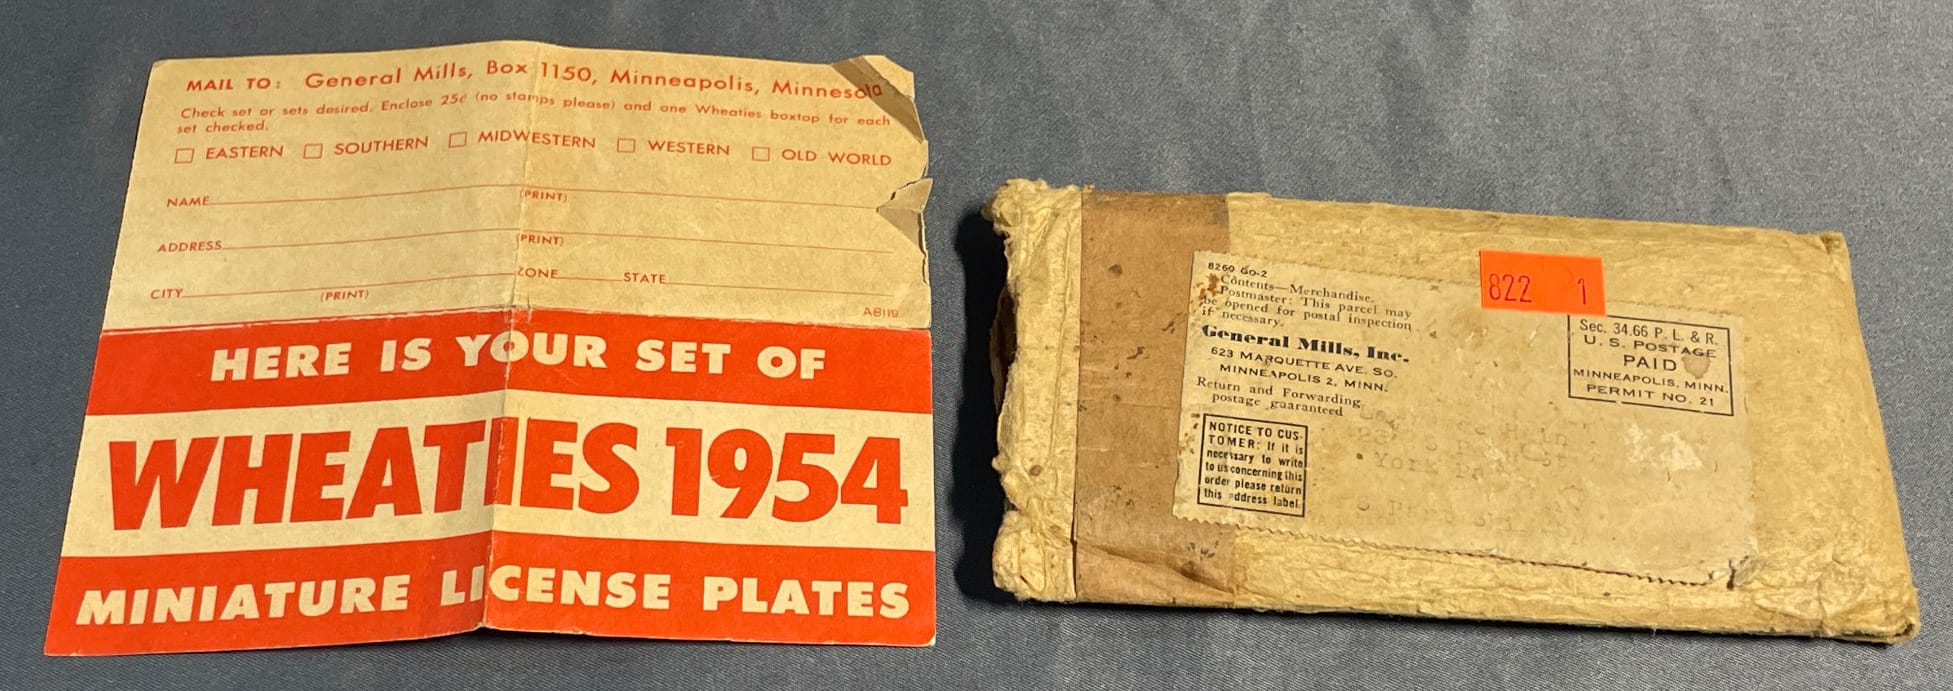 MAIL TO: General Mills, Box 1150, Minneapolis, Minnesota
Check set or sets desired. Enclose 25¢ (no stamps please) and one Wheaties boxtop for each
set checked.
☐ EASTERN ☐ SOUTHERN ☐ MIDWESTERN ☐ WESTERN ☐ OLD WORLD
NAME
(PRINT)
ADDRESS
(PRINT)
CITY (PRINT) ZONE STATE
A8119
HERE IS YOUR SET OF
WHEATIES 1954
MINIATURE LICENSE PLATES
8260 GO-2
Contents—Merchandise.
Postmaster: This parcel may
be opened for postal inspection
if necessary.
General Mills, Inc.
623 MARQUETTE AVE. SO.
MINNEAPOLIS 2, MINN.
Return and Forwarding
postage guaranteed
NOTICE TO CUS-
TOMER: If it is
necessary to write
to us concerning this
order please return
this address label
822 1
Sec. 34.66 P. L. & R.
U. S. POSTAGE
PAID
MINNEAPOLIS, MINN.
PERMIT NO. 21
York Pa